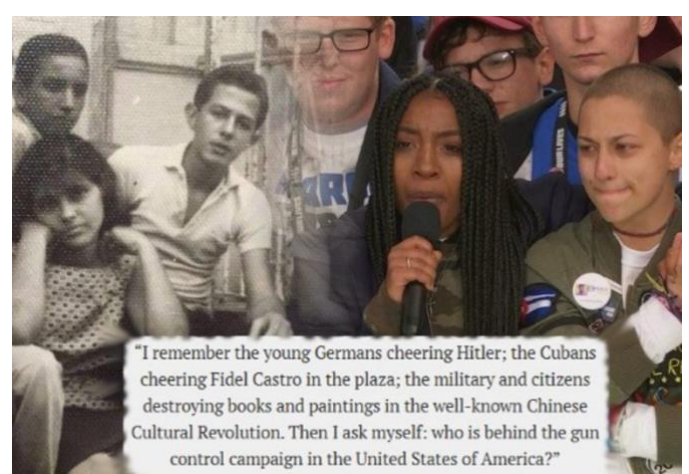 "I remember the young Germans cheering Hitler; the Cubans
cheering Fidel Castro in the plaza; the military and citizens
destroying books and paintings in the well-known Chinese
Cultural Revolution. Then I ask myself: who is behind the gun
control campaign in the United States of America?"